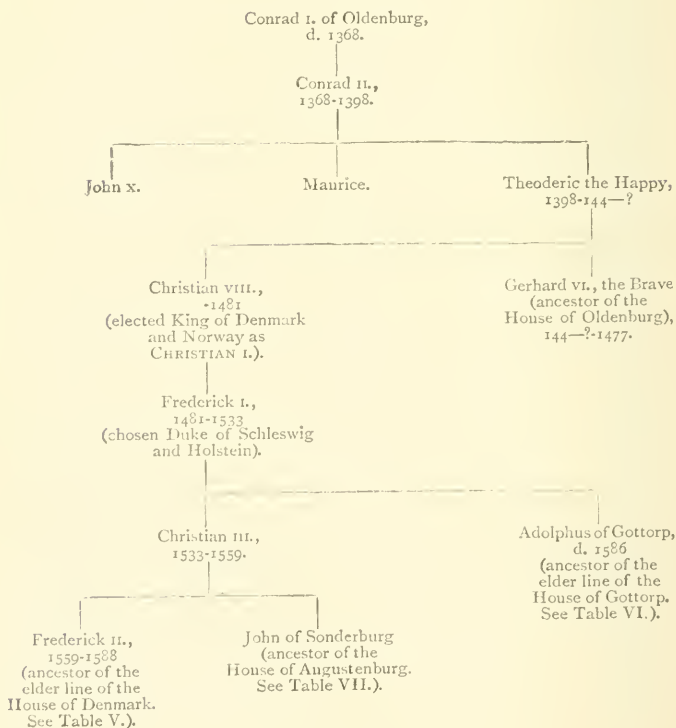 Conrad I. of Oldenburg,
d. 1368.
Conrad II.,
1368-1398.
John X.
Maurice.
Theoderic the Happy,
1398-144—?
Christian VIII.,
-1481
(elected King of Denmark
and Norway as
CHRISTIAN I.).
Gerhard VI., the Brave
(ancestor of the
House of Oldenburg),
144—?-1477.
Frederick I.,
1481-1533
(chosen Duke of Schleswig
and Holstein).
Christian III.,
1533-1559.
Adolphus of Gottorp,
d. 1586
(ancestor of the
elder line of the
House of Gottorp.
See Table VI.).
Frederick II.,
1559-1588
(ancestor of the
elder line of the
House of Denmark.
See Table V.).
John of Sonderburg
(ancestor of the
House of Augustenburg.
See Table VII.).